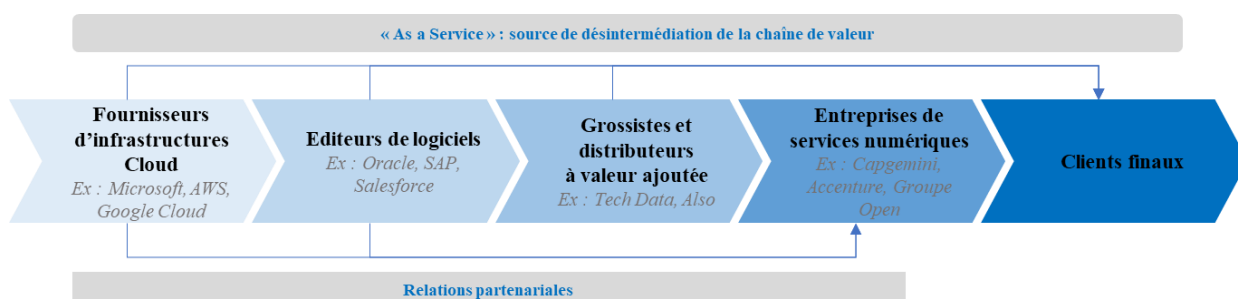 « As a Service » : source de désintermédiation de la chaîne de valeur
Fournisseurs
d’infrastructures
Cloud
Ex : Microsoft, AWS,
Google Cloud
Editeurs de logiciels
Ex : Oracle, SAP,
Salesforce
Grossistes et
distributeurs
à valeur ajoutée
Ex : Tech Data, Also
Entreprises de
services numériques
Ex : Capgemini,
Accenture, Groupe
Open
Clients finaux
Relations partenariales